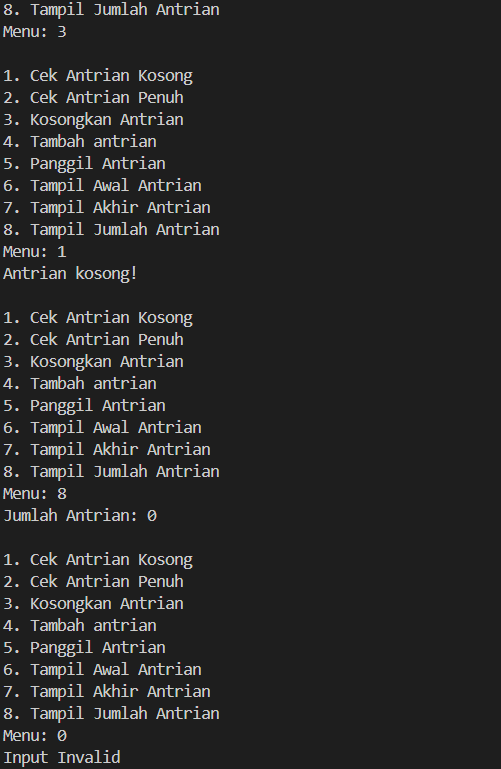 8. Tampil Jumlah Antrian
Menu: 3
1. Cek Antrian Kosong
2. Cek Antrian Penuh
3. Kosongkan Antrian
4. Tambah antrian
5. Panggil Antrian
6. Tampil Awal Antrian
7. Tampil Akhir Antrian
8. Tampil Jumlah Antrian
Menu: 1
Antrian kosong!
1. Cek Antrian Kosong
2. Cek Antrian Penuh
3. Kosongkan Antrian
4. Tambah antrian
5. Panggil Antrian
6. Tampil Awal Antrian
7. Tampil Akhir Antrian
8. Tampil Jumlah Antrian
Menu: 8
Jumlah Antrian: 0
1. Cek Antrian Kosong
2. Cek Antrian Penuh
3. Kosongkan Antrian
4. Tambah antrian
5. Panggil Antrian
6. Tampil Awal Antrian
7. Tampil Akhir Antrian
8. Tampil Jumlah Antrian
Menu: 0
Input Invalid